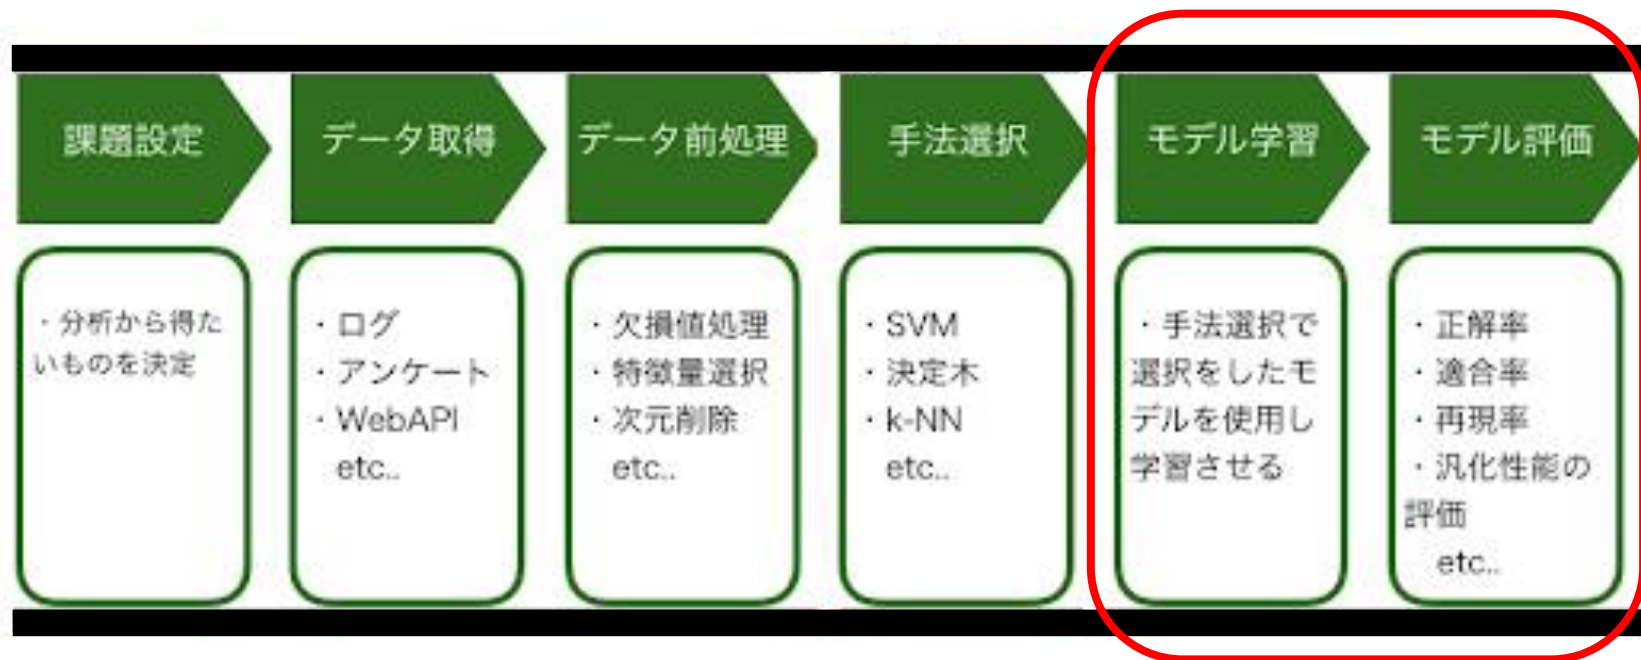 課題設定
データ取得
データ前処理
手法選択
モデル学習
モデル評価
・分析から得た
いものを決定
・ログ
・アンケート
・WebAPI
etc..
・欠損値処理
・特徴量選択
・次元削除
etc..
・SVM
・決定木
・k-NN
etc..
・手法選択で
選択をしたモ
デルを使用し
学習させる
・正解率
・適合率
・再現率
・汎化性能の
評価
etc..